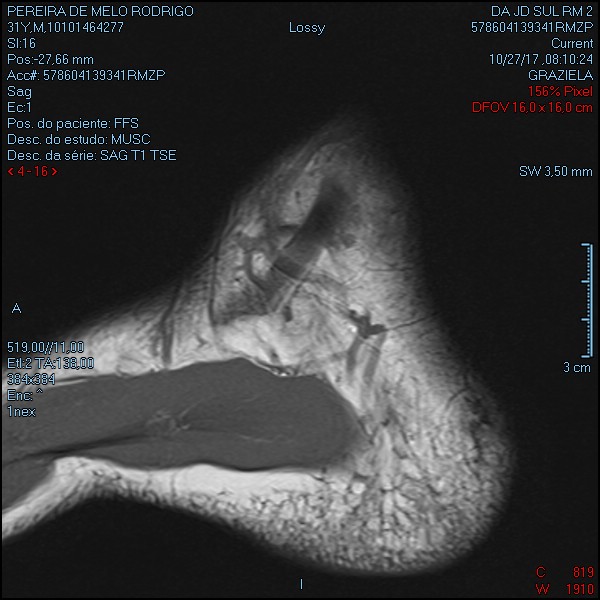 PEREIRA DE MELO RODRIGO
31Y,M,10101464277
Sl:16
Pos:-27,66 mm
Acc#: 578604139341RMZP
Sag
Ec:1
Pos. do paciente: FFS
Desc. do estudo: MUSC
Desc. da série: SAG T1 TSE
< 4 - 16 >
Lossy
DA JD SUL RM 2
578604139341RMZP
Current
10/27/17 ,08:10:24
GRAZIELA
156% Pixel
DFOV 16,0 x 16,0 cm
SW 3,50 mm
A
519,00//11,00
Etl:2 TA:138.00
384x384
Enc: ^
1nex
3 cm
I
C 819
W 1910